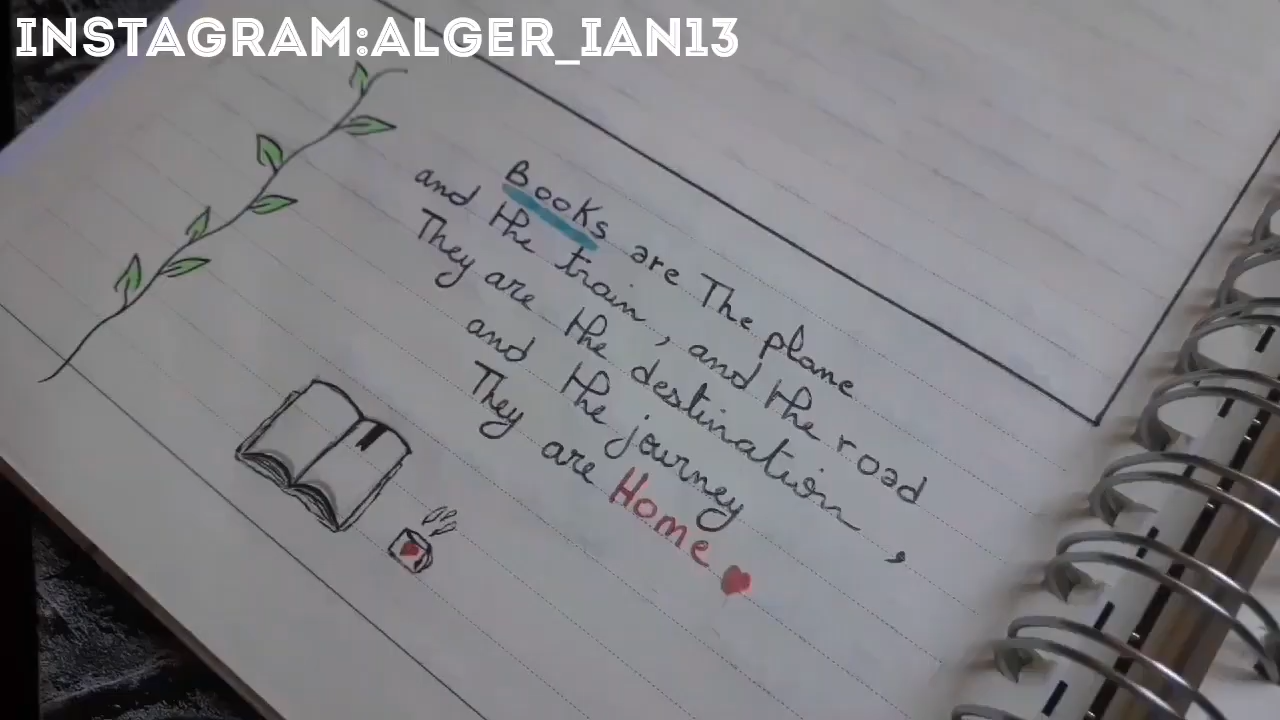 INSTAGRAM:ALGER_IAN13
Books are The plane
and the train, and the road
They are the destination,
and the journey
They are Home